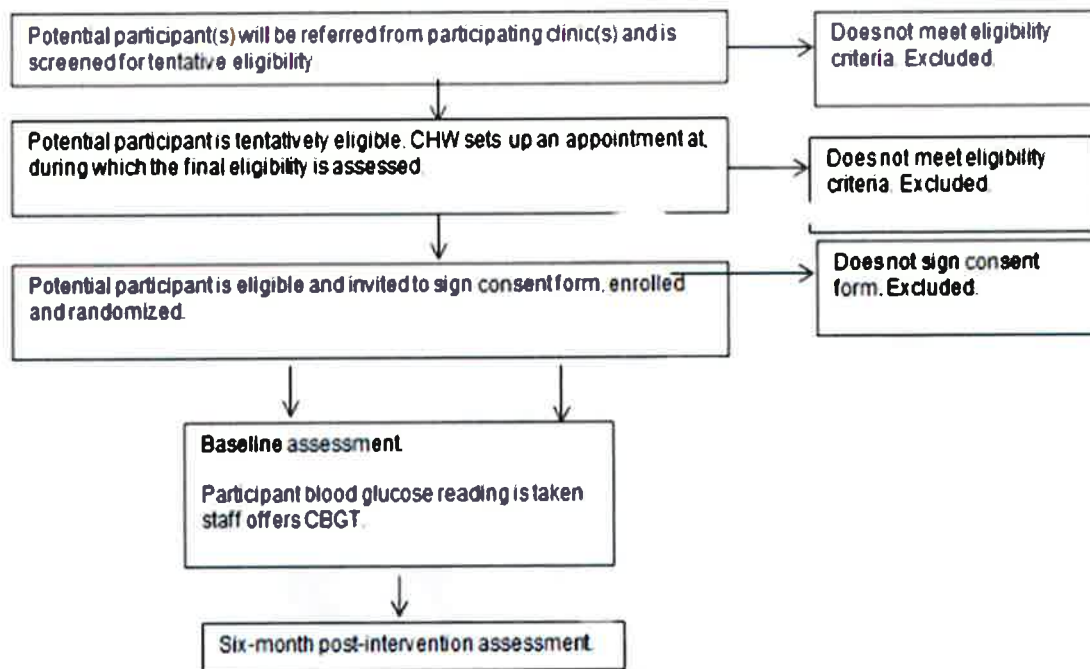 Potential participant(s) will be referred from participating clinic(s) and is
screened for tentative eligibility
Does not meet eligibility
criteria. Excluded.
Potential participant is tentatively eligible. CHW sets up an appointment at,
during which the final eligibility is assessed.
Does not meet eligibility
criteria. Excluded.
Potential participant is eligible and invited to sign consent form, enrolled
and randomized.
Does not sign consent
form. Excluded.
Baseline assessment.
Participant blood glucose reading is taken
staff offers CBGT.
Six-month post-intervention assessment.